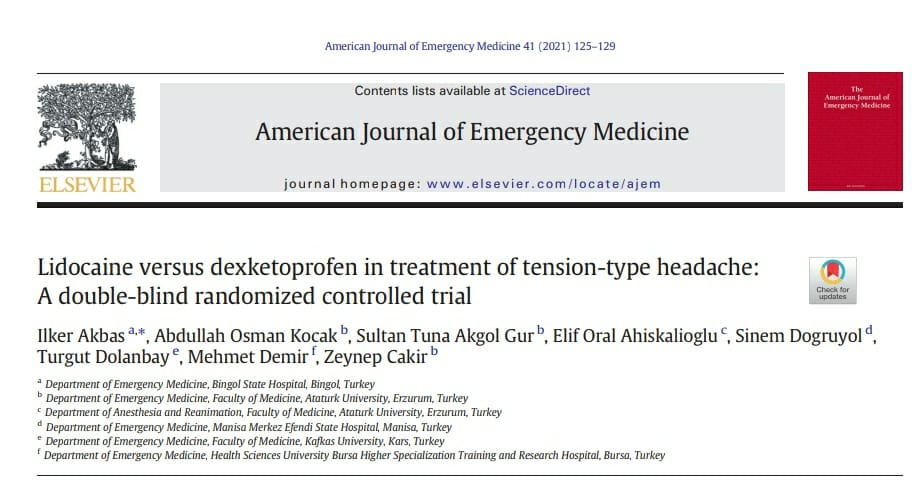 American Journal of Emergency Medicine 41 (2021) 125–129
Contents lists available at ScienceDirect
American Journal of Emergency Medicine
journal homepage: www.elsevier.com/locate/ajem
ELSEVIER
The
American Journal of
Emergency Medicine
Lidocaine versus dexketoprofen in treatment of tension-type headache:
A double-blind randomized controlled trial
Check for
updates
Ilker Akbas a,*, Abdullah Osman Kocak b, Sultan Tuna Akgol Gur b, Elif Oral Ahiskalioglu c, Sinem Dogruyol d,
Turgut Dolanbay e, Mehmet Demir f, Zeynep Cakir b
a Department of Emergency Medicine, Bingol State Hospital, Bingol, Turkey
b Department of Emergency Medicine, Faculty of Medicine, Ataturk University, Erzurum, Turkey
c Department of Anesthesia and Reanimation, Faculty of Medicine, Ataturk University, Erzurum, Turkey
d Department of Emergency Medicine, Manisa Merkez Efendi State Hospital, Manisa, Turkey
e Department of Emergency Medicine, Faculty of Medicine, Kafkas University, Kars, Turkey
f Department of Emergency Medicine, Health Sciences University Bursa Higher Specialization Training and Research Hospital, Bursa, Turkey